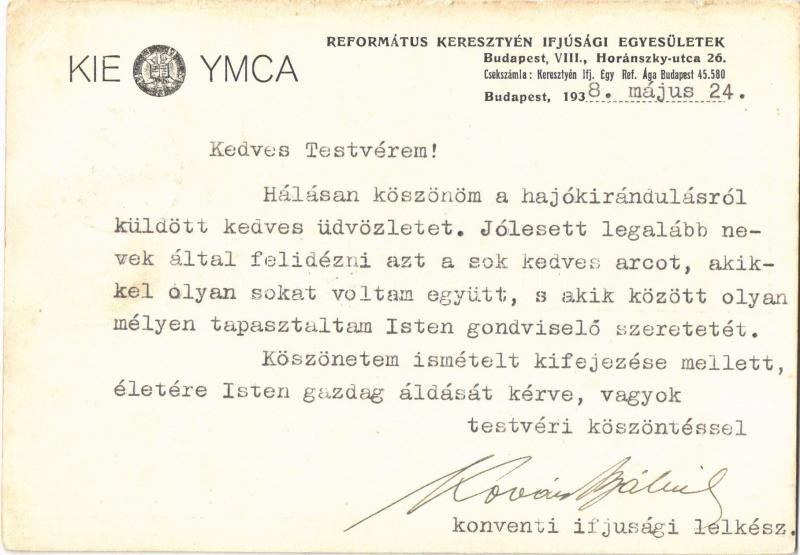 KIE YMCA
REFORMÁTUS KERESZTYÉN IFJÚSÁGI EGYESÜLETEK
Budapest, VIII., Horánszky-utca 26.
Csekszámla: Keresztyén Ifj. Egy Ref. Ága Budapest 45.580
Budapest, 1938. május 24.
Kedves Testvérem!
Hálásan köszönöm a hajókirándulásról
küldött kedves üdvözletet. Jólesett legalább ne-
vek által felidézni azt a sok kedves arcot, akik-
kel olyan sokat voltam együtt, s akik között olyan
mélyen tapasztaltam Isten gondviselő szeretetét.
Köszönetem ismételt kifejezése mellett,
életére Isten gazdag áldását kérve, vagyok
testvéri köszöntéssel
Bálint
konventi ifjusági lelkész.